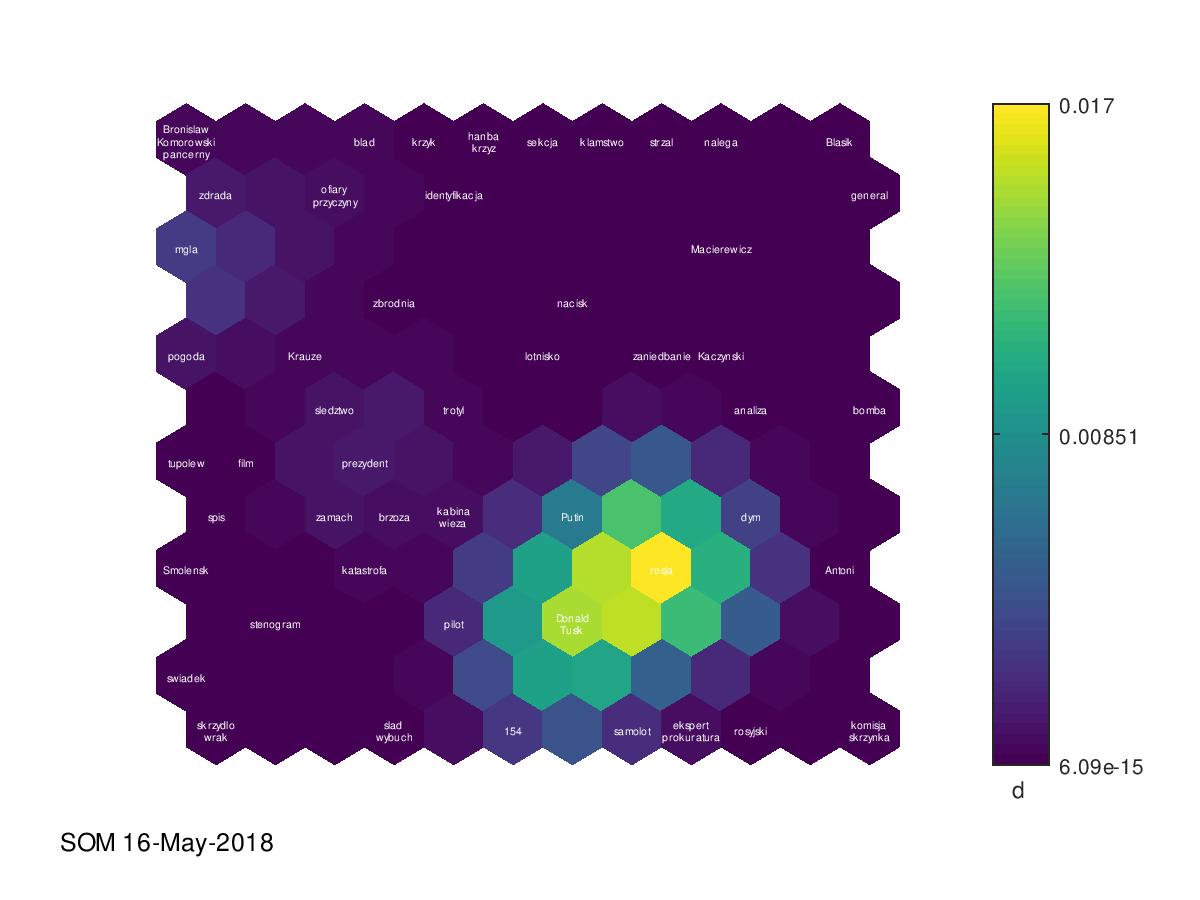 0.017
Bronislaw
Komorowski
pancerny
blad
krzyk
hanba
krzyz
sekcja
klamstwo
strzal
nalega
Blasik
zdrada
ofiary
przyczyny
identyfikacja
general
mgla
Macierewicz
zbrodnia
nacisk
pogoda
Krauze
lotnisko
zaniedbanie
Kaczynski
sledztwo
trotyl
analiza
bomba
0.00851
tupolew
film
prezydent
spis
zamach
brzoza
kabina
wieza
Putin
dym
Smolensk
katastrofa
rosja
Antoni
stenogram
pilot
Donald
Tusk
swiadek
skrzydlo
wrak
slad
wybuch
154
samolot
ekspert
prokuratura
rosyjski
komisja
skrzynka
6.09e-15
d
SOM 16-May-2018